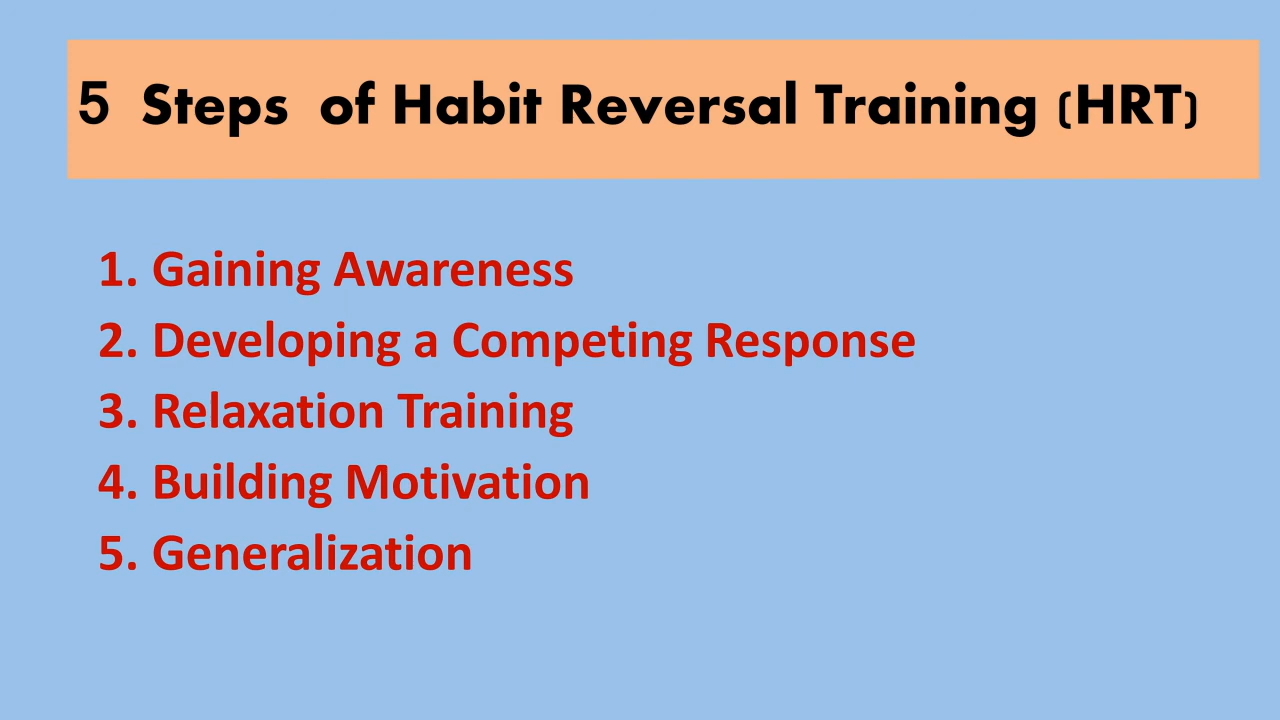 5 Steps of Habit Reversal Training (HRT)
1. Gaining Awareness
2. Developing a Competing Response
3. Relaxation Training
4. Building Motivation
5. Generalization